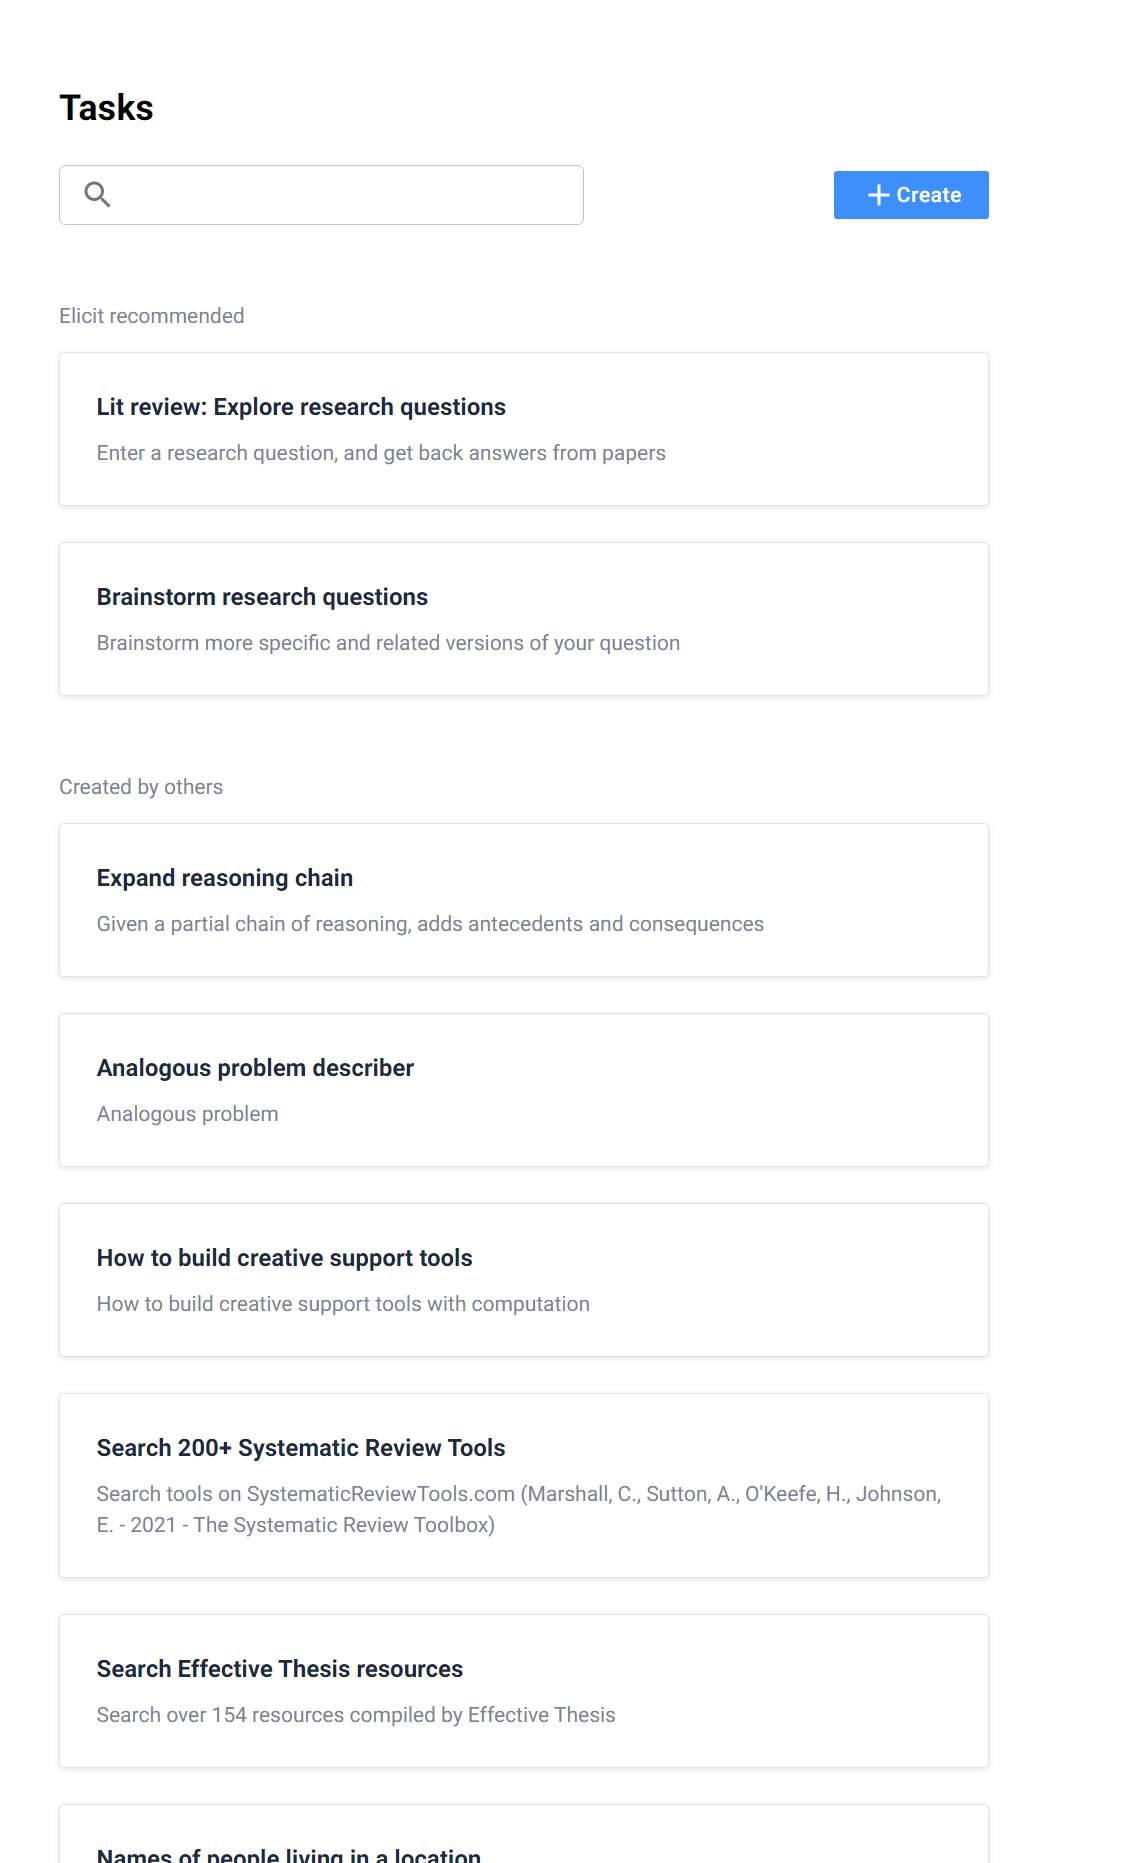 Tasks
Create
Elicit recommended
Lit review: Explore research questions
Enter a research question, and get back answers from papers
Brainstorm research questions
Brainstorm more specific and related versions of your question
Created by others
Expand reasoning chain
Given a partial chain of reasoning, adds antecedents and consequences
Analogous problem describer
Analogous problem
How to build creative support tools
How to build creative support tools with computation
Search 200+ Systematic Review Tools
Search tools on SystematicReviewTools.com (Marshall, C., Sutton, A., O'Keefe, H., Johnson,
E. - 2021 - The Systematic Review Toolbox)
Search Effective Thesis resources
Search over 154 resources compiled by Effective Thesis
Names of people living in a location